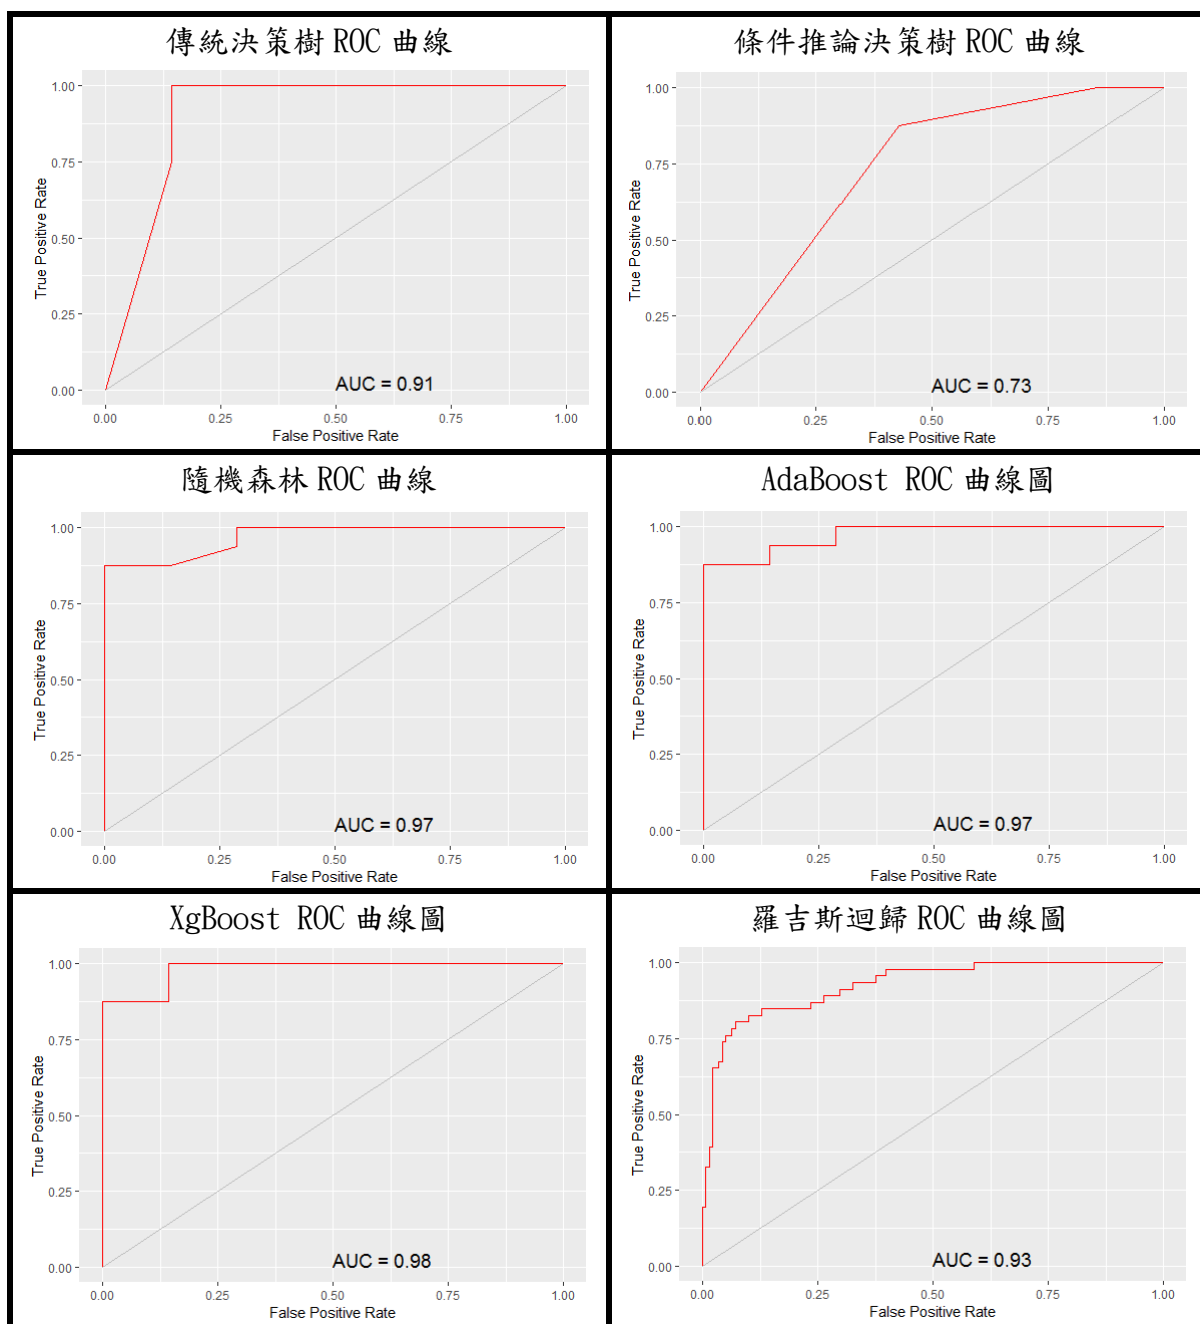 傳統決策樹 ROC 曲線
1.00
0.75
0.50
0.25
0.00
True Positive Rate
AUC = 0.91
0.00 0.25 0.50 0.75 1.00
False Positive Rate
條件推論決策樹 ROC 曲線
1.00
0.75
0.50
0.25
0.00
True Positive Rate
AUC = 0.73
0.00 0.25 0.50 0.75 1.00
False Positive Rate
隨機森林 ROC 曲線
1.00
0.75
0.50
0.25
0.00
True Positive Rate
AUC = 0.97
0.00 0.25 0.50 0.75 1.00
False Positive Rate
AdaBoost ROC 曲線圖
1.00
0.75
0.50
0.25
0.00
True Positive Rate
AUC = 0.97
0.00 0.25 0.50 0.75 1.00
False Positive Rate
XgBoost ROC 曲線圖
1.00
0.75
0.50
0.25
0.00
True Positive Rate
AUC = 0.98
0.00 0.25 0.50 0.75 1.00
False Positive Rate
羅吉斯迴歸 ROC 曲線圖
1.00
0.75
0.50
0.25
0.00
True Positive Rate
AUC = 0.93
0.00 0.25 0.50 0.75 1.00
False Positive Rate